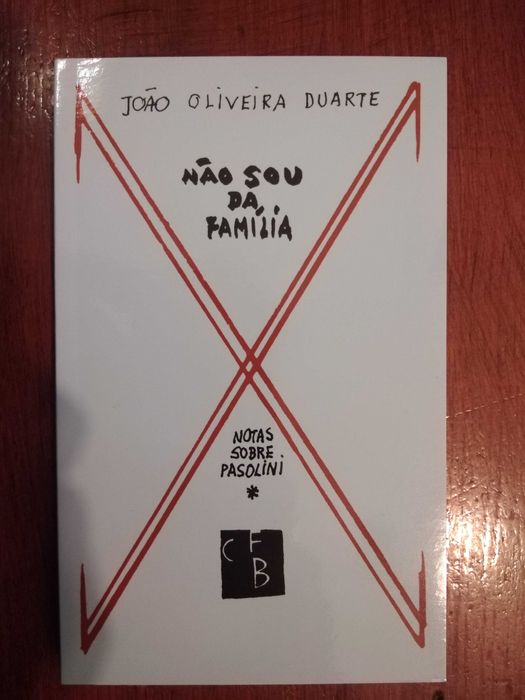 JOÃO OLIVEIRA DUARTE
NÃO SOU
DA
FAMÍLIA
NOTAS
SOBRE
PASOLINI
*
C F
B